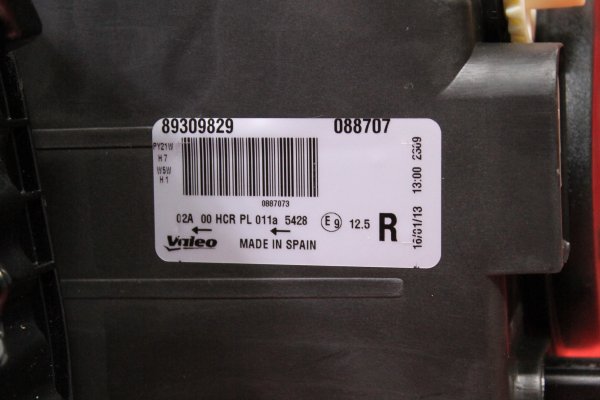 89309829 088707
PY21W
H7
W5W
H1
0887073
02A 00 HCR PL 011a 5428 E9 12.5 R
Valeo MADE IN SPAIN
16/01/13 13:00 2309